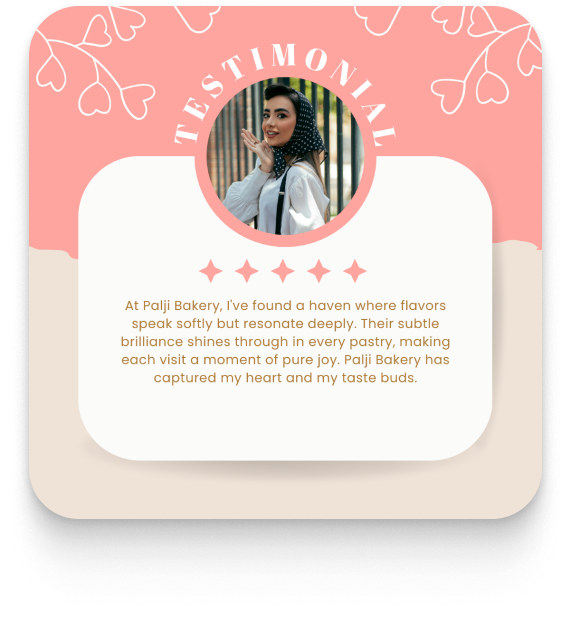 TESTIMONIAL
At Palji Bakery, I've found a haven where flavors
speak softly but resonate deeply. Their subtle
brilliance shines through in every pastry, making
each visit a moment of pure joy. Palji Bakery has
captured my heart and my taste buds.